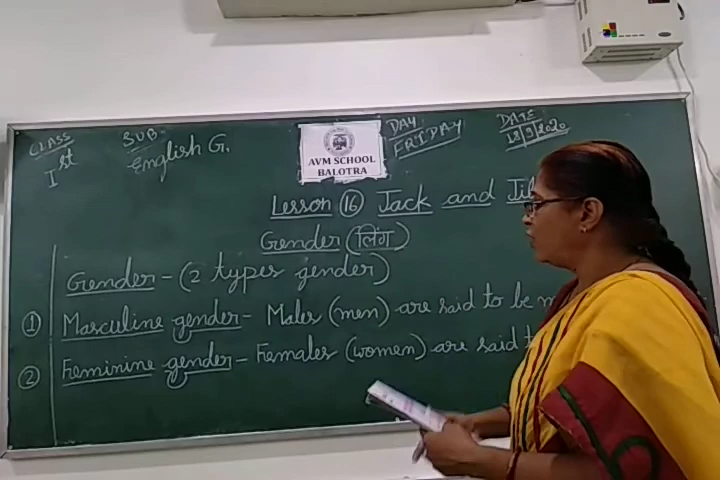 CLASS SUB DAY DATE
Ist English G. FRIDAY 18/9/2020
AVM SCHOOL
BALOTRA
Lesson 16 Jack and
Gender (लिंग)
Gender - (2 types gender)
1 Masculine gender - Males (men) are said to be
2 Feminine gender - Females (women) are said